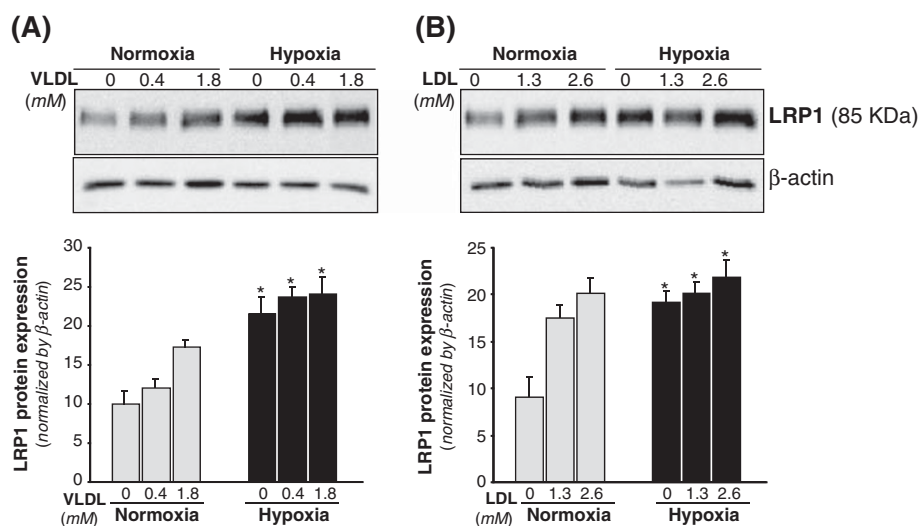 (A)
Normoxia Hypoxia
VLDL 0 0.4 1.8 0 0.4 1.8
(mM)
(B)
Normoxia Hypoxia
LDL 0 1.3 2.6 0 1.3 2.6
(mM)
LRP1 (85 KDa)
β-actin
LRP1 protein expression
(normalized by β-actin)
30
25
20
15
10
5
0
* * *
VLDL 0 0.4 1.8 0 0.4 1.8
(mM) Normoxia Hypoxia
LRP1 protein expression
(normalized by β-actin)
25
20
15
10
5
0
* * *
LDL 0 1.3 2.6 0 1.3 2.6
(mM) Normoxia Hypoxia